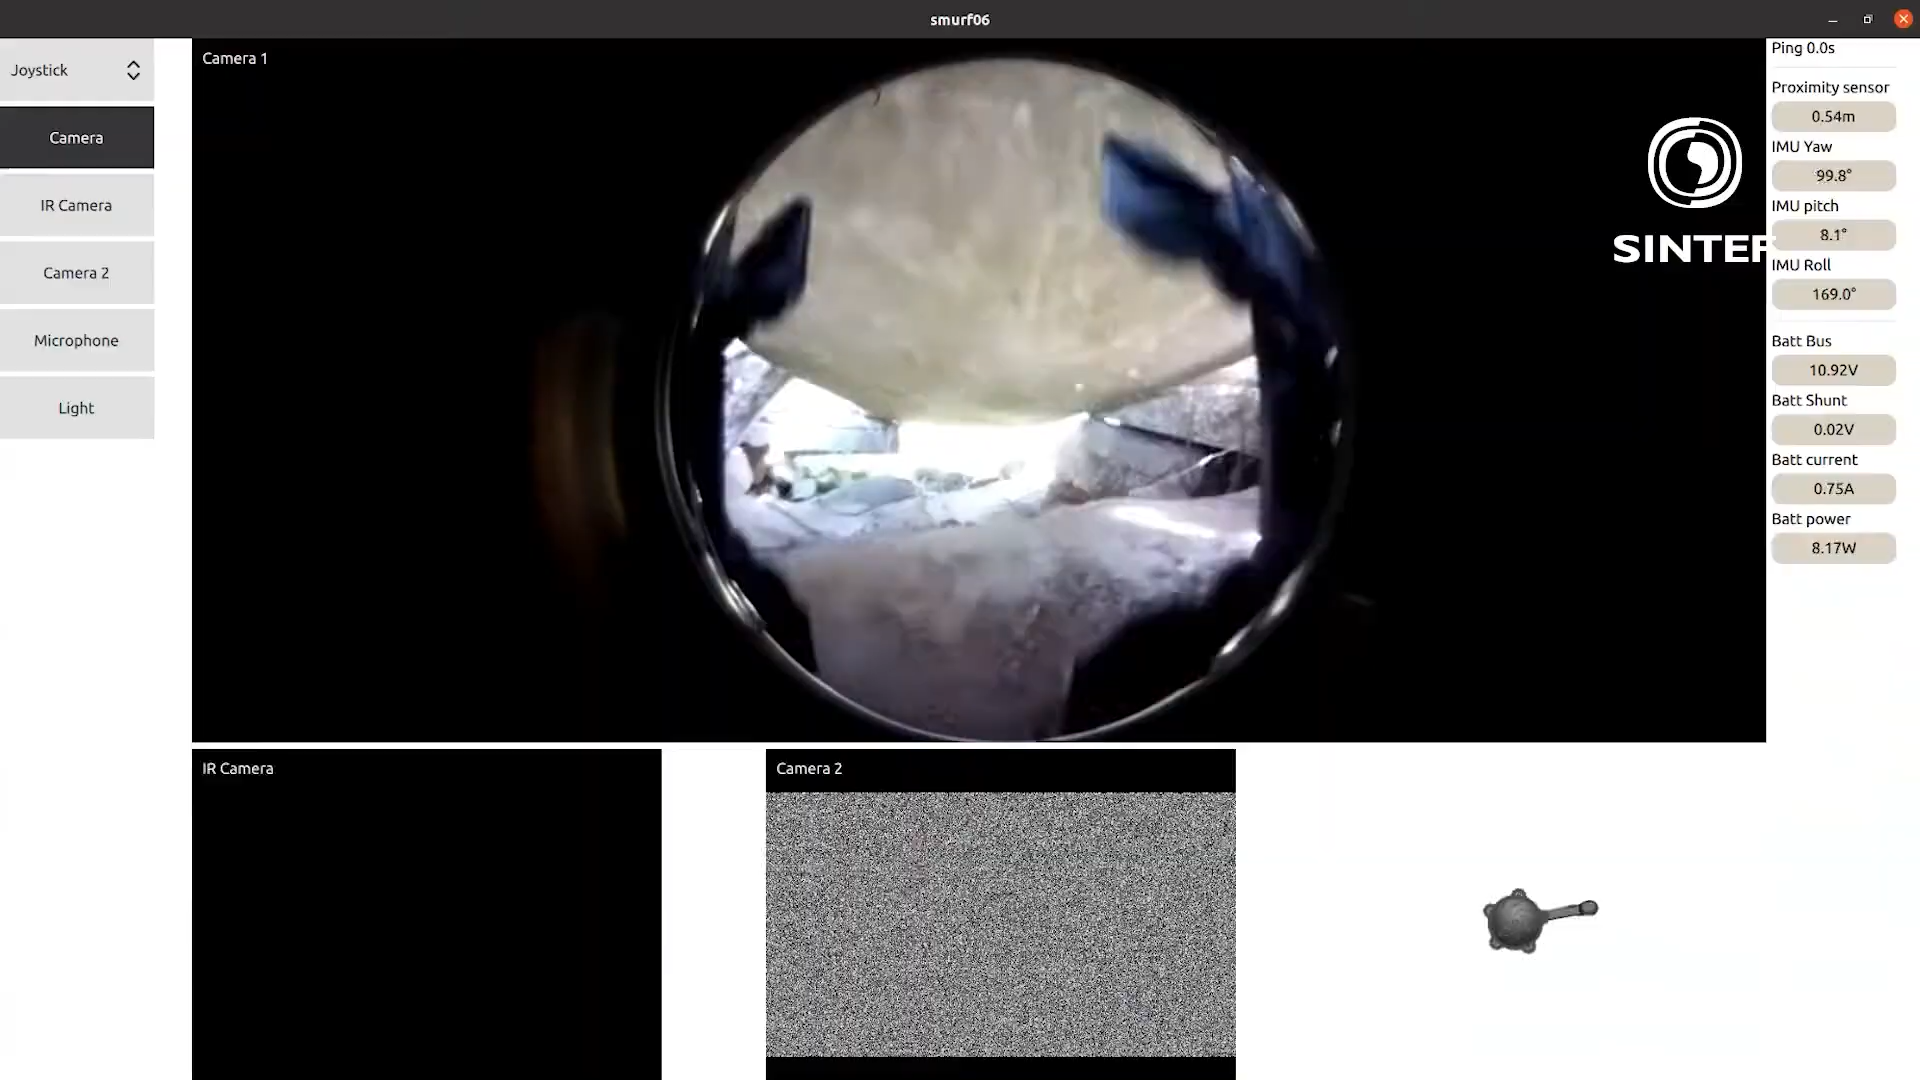 smurf06
Joystick
Camera
IR Camera
Camera 2
Microphone
Light
Camera 1
SINTEF
Ping 0.0s
Proximity sensor
0.54m
IMU Yaw
99.8°
IMU pitch
8.1°
IMU Roll
169.0°
Batt Bus
10.92V
Batt Shunt
0.02V
Batt current
0.75A
Batt power
8.17W
IR Camera
Camera 2